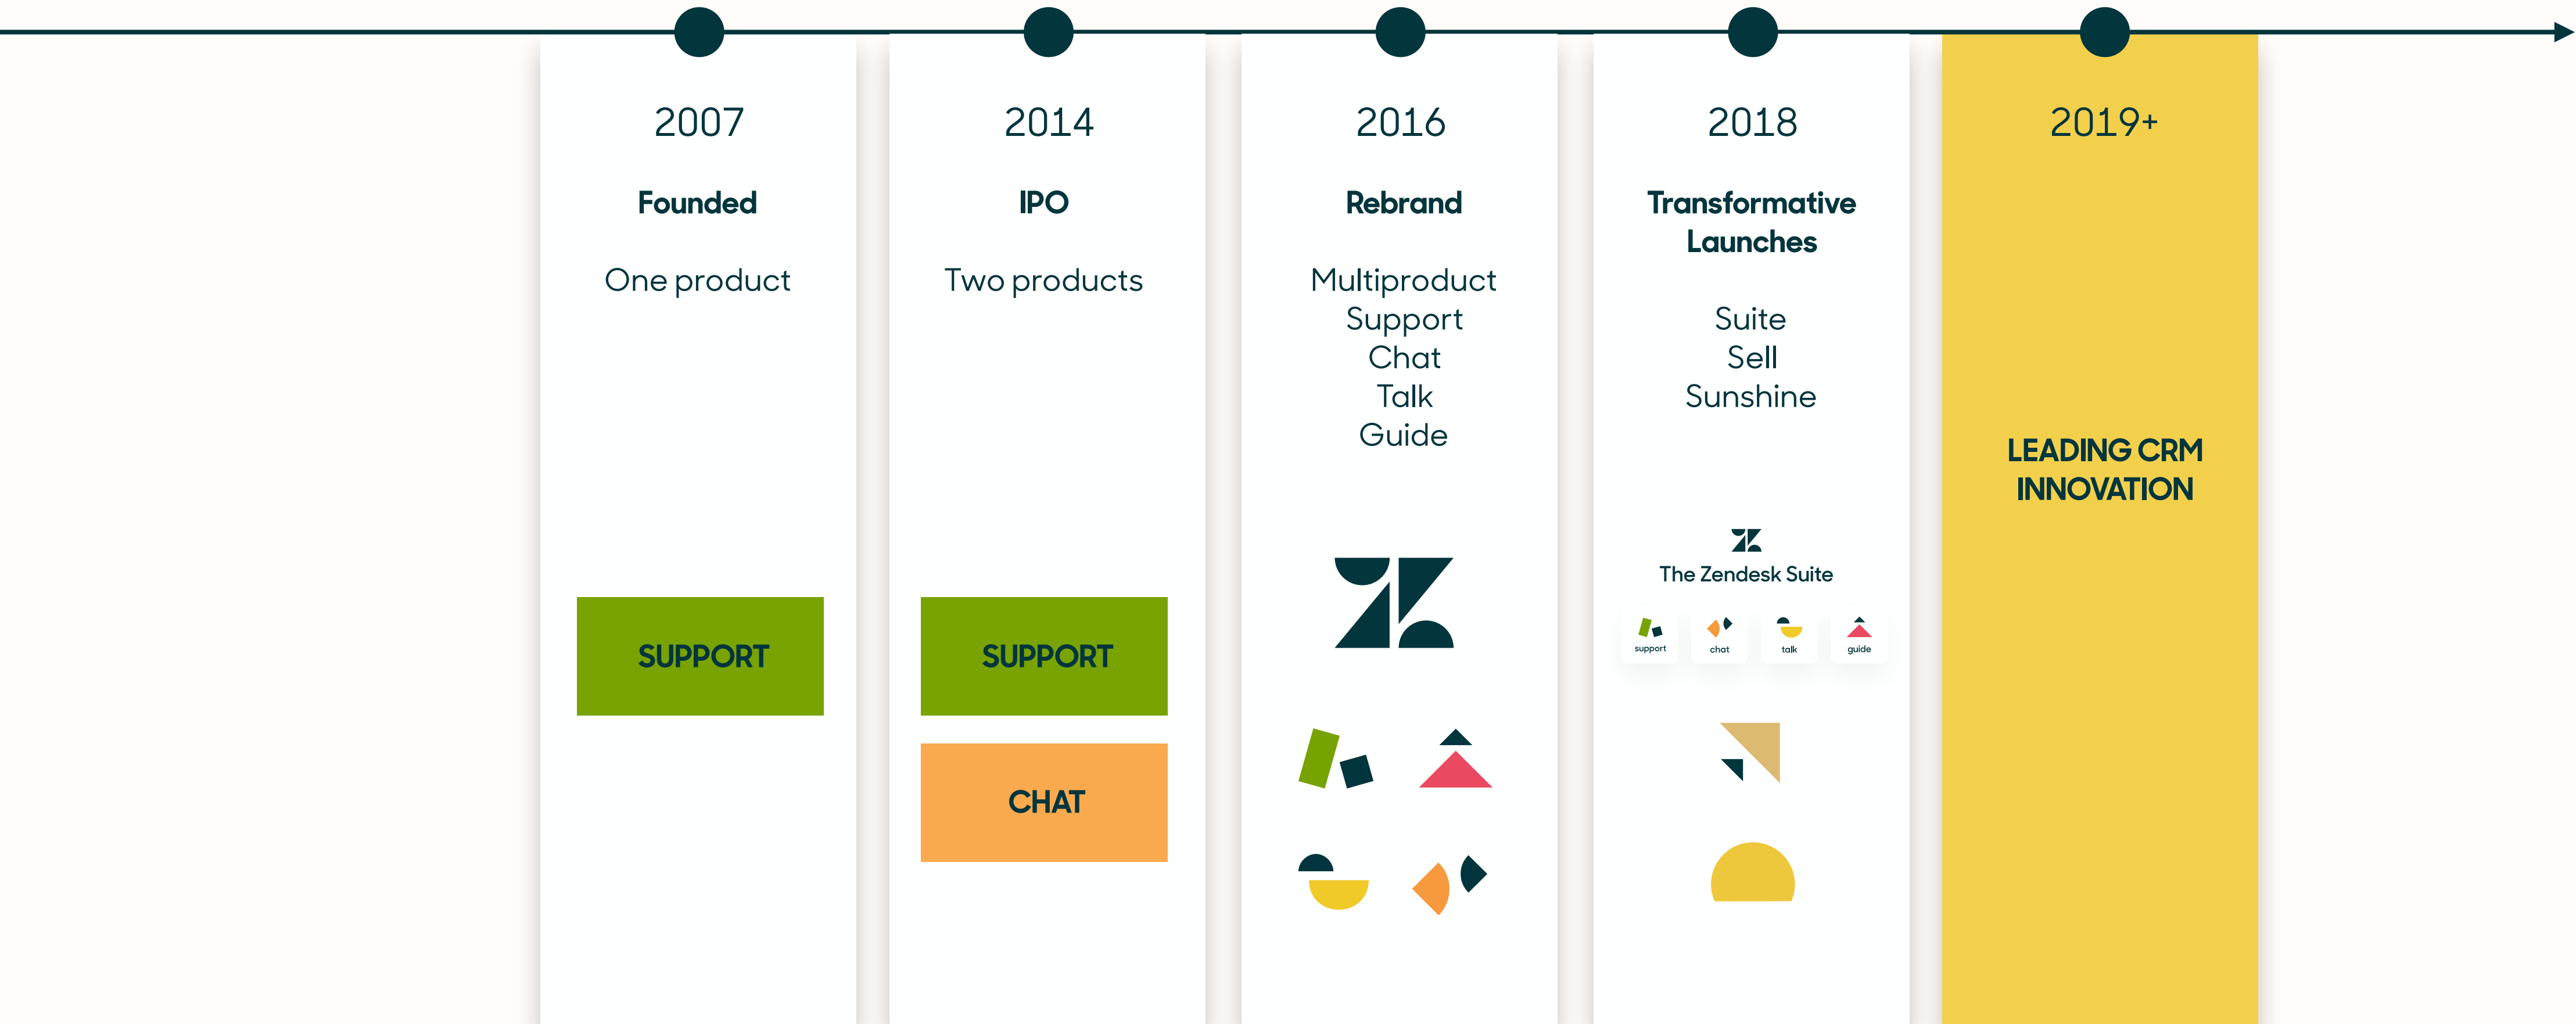 2007
Founded
One product
SUPPORT
2014
IPO
Two products
SUPPORT
CHAT
2016
Rebrand
Multiproduct
Support
Chat
Talk
Guide
2018
Transformative
Launches
Suite
Sell
Sunshine
The Zendesk Suite
support chat talk guide
2019+
LEADING CRM
INNOVATION